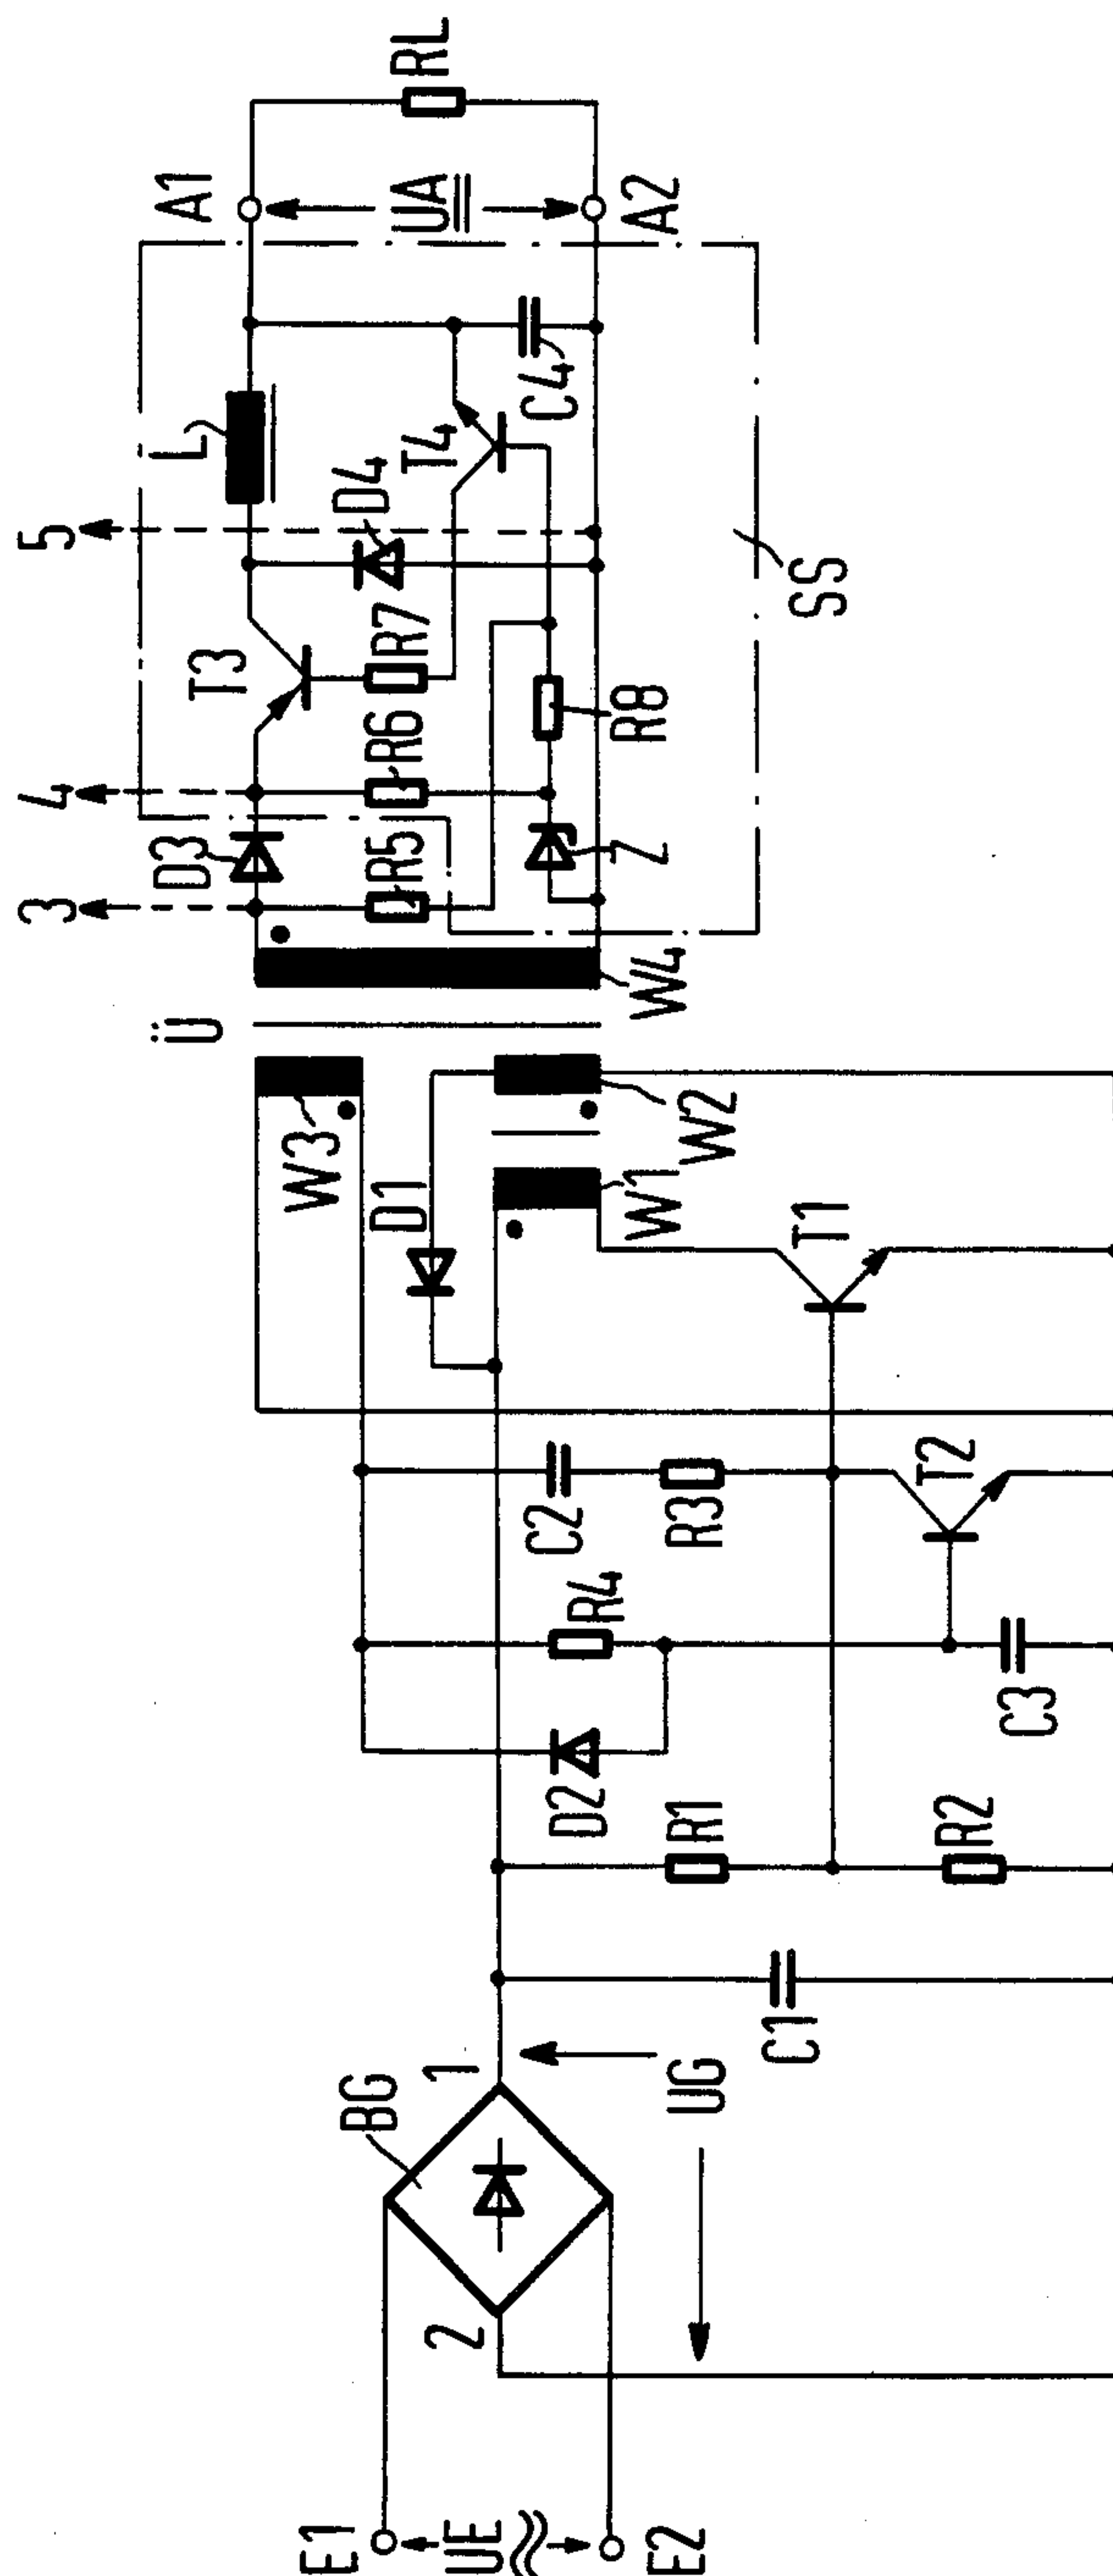 E1
UE
E2
BG
1
2
UG
C1
R1
R2
D2
R4
C3
C2
R3
T2
T1
D1
W3
W1
W2
Ü
W4
3
D3
R5
Z
4
R6
T3
R7
R8
5
D4
L
T4
C4
SS
A1
UA
A2
RL